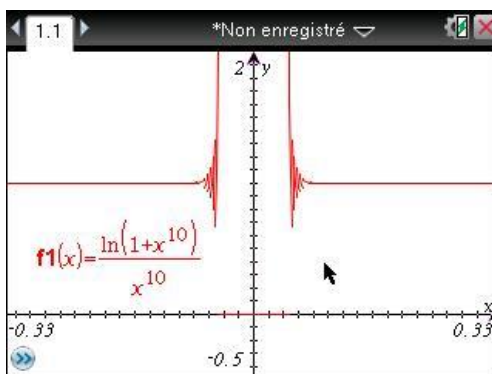 1.1 *Non enregistré
2 y
f1(x)=ln(1+x^10)/x^10
x
-0.33 0.33
-0.5